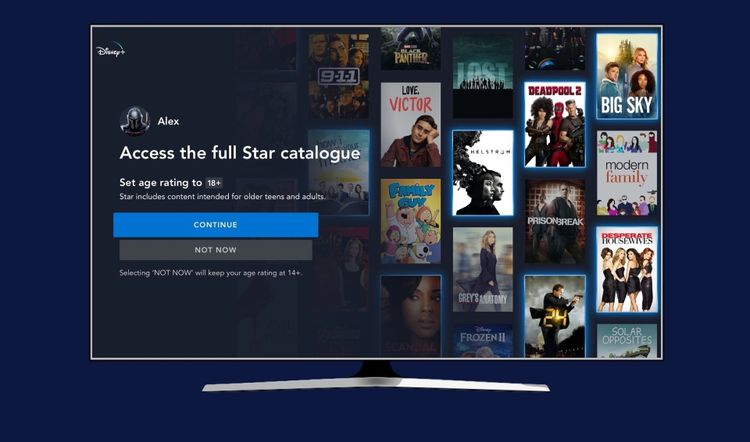 Disney+
Alex
Access the full Star catalogue
Set age rating to 18+
Star includes content intended for older teens and adults.
CONTINUE
NOT NOW
Selecting 'NOT NOW' will keep your age rating at 14+.
9-1-1
BLACK
PANTHER
LOST
BIG SKY
LOVE,
VICTOR
DEADPOOL 2
HELSTROM
modern
family
FAMILY
GUY
PRISON BREAK
DESPERATE
HOUSEWIVES
GREY'S ANATOMY
SCANDAL
Disney
FROZEN II
24
SOLAR
OPPOSITES